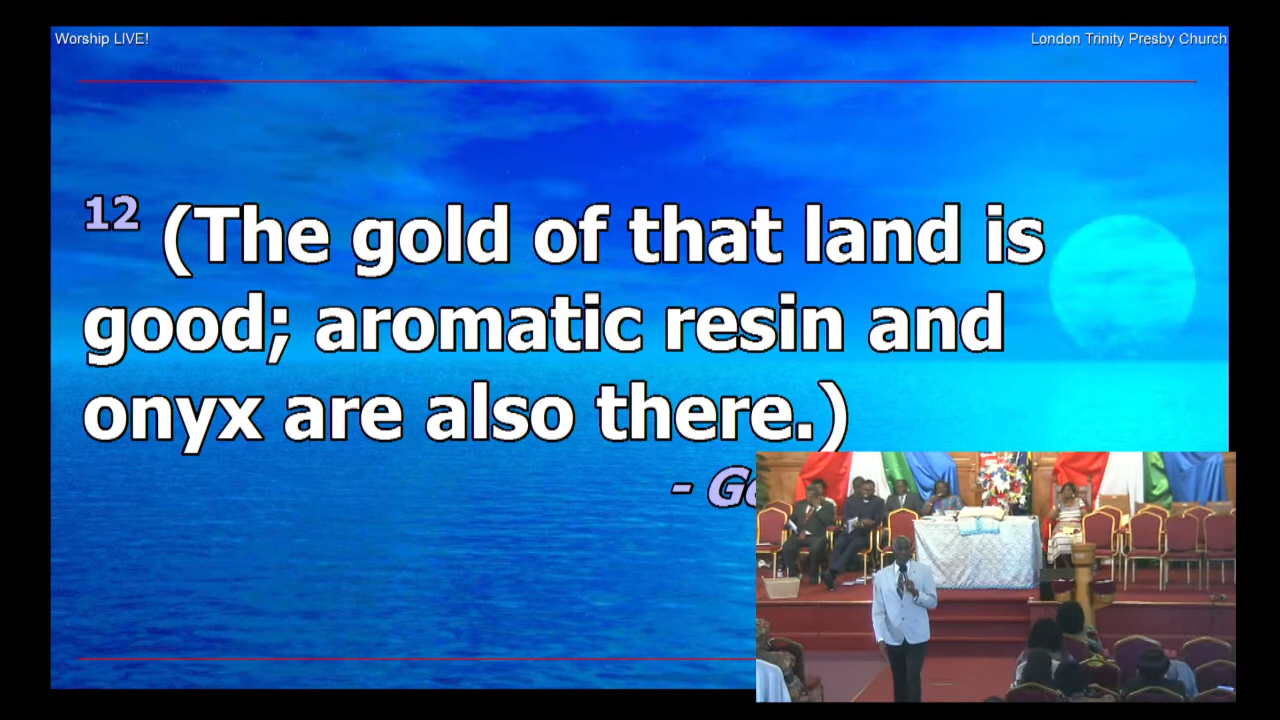 Worship LIVE!
London Trinity Presby Church
12 (The gold of that land is
good; aromatic resin and
onyx are also there.)